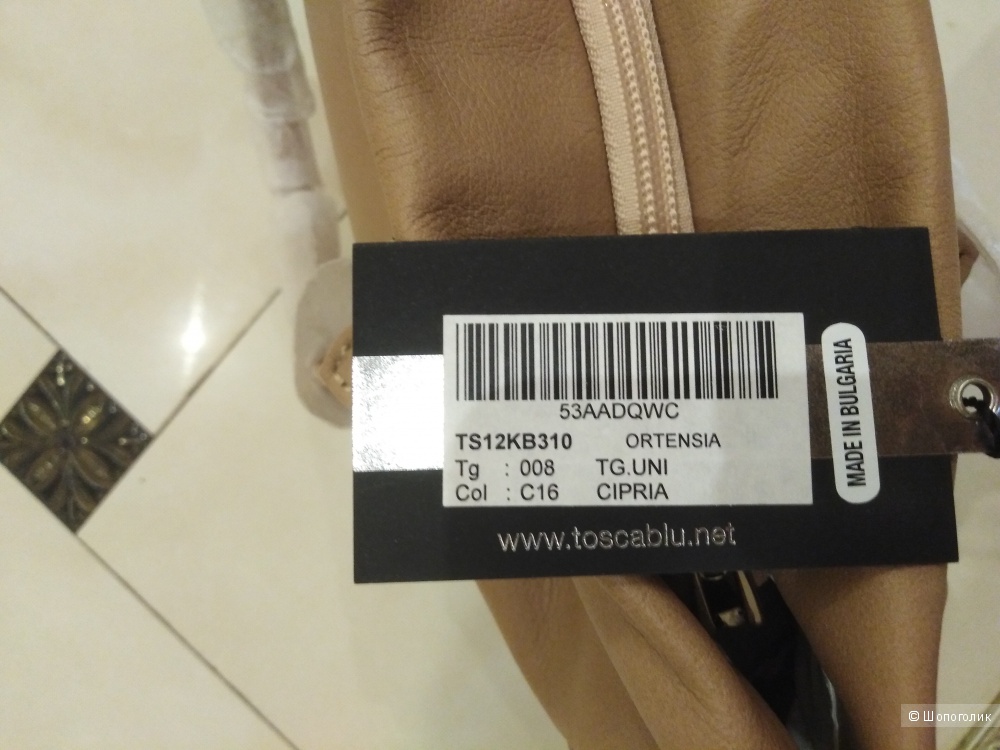 53AADQWC
TS12KB310 ORTENSIA
Tg : 008 TG.UNI
Col : C16 CIPRIA
MADE IN BULGARIA
www.toscablu.net
© Шопоголик